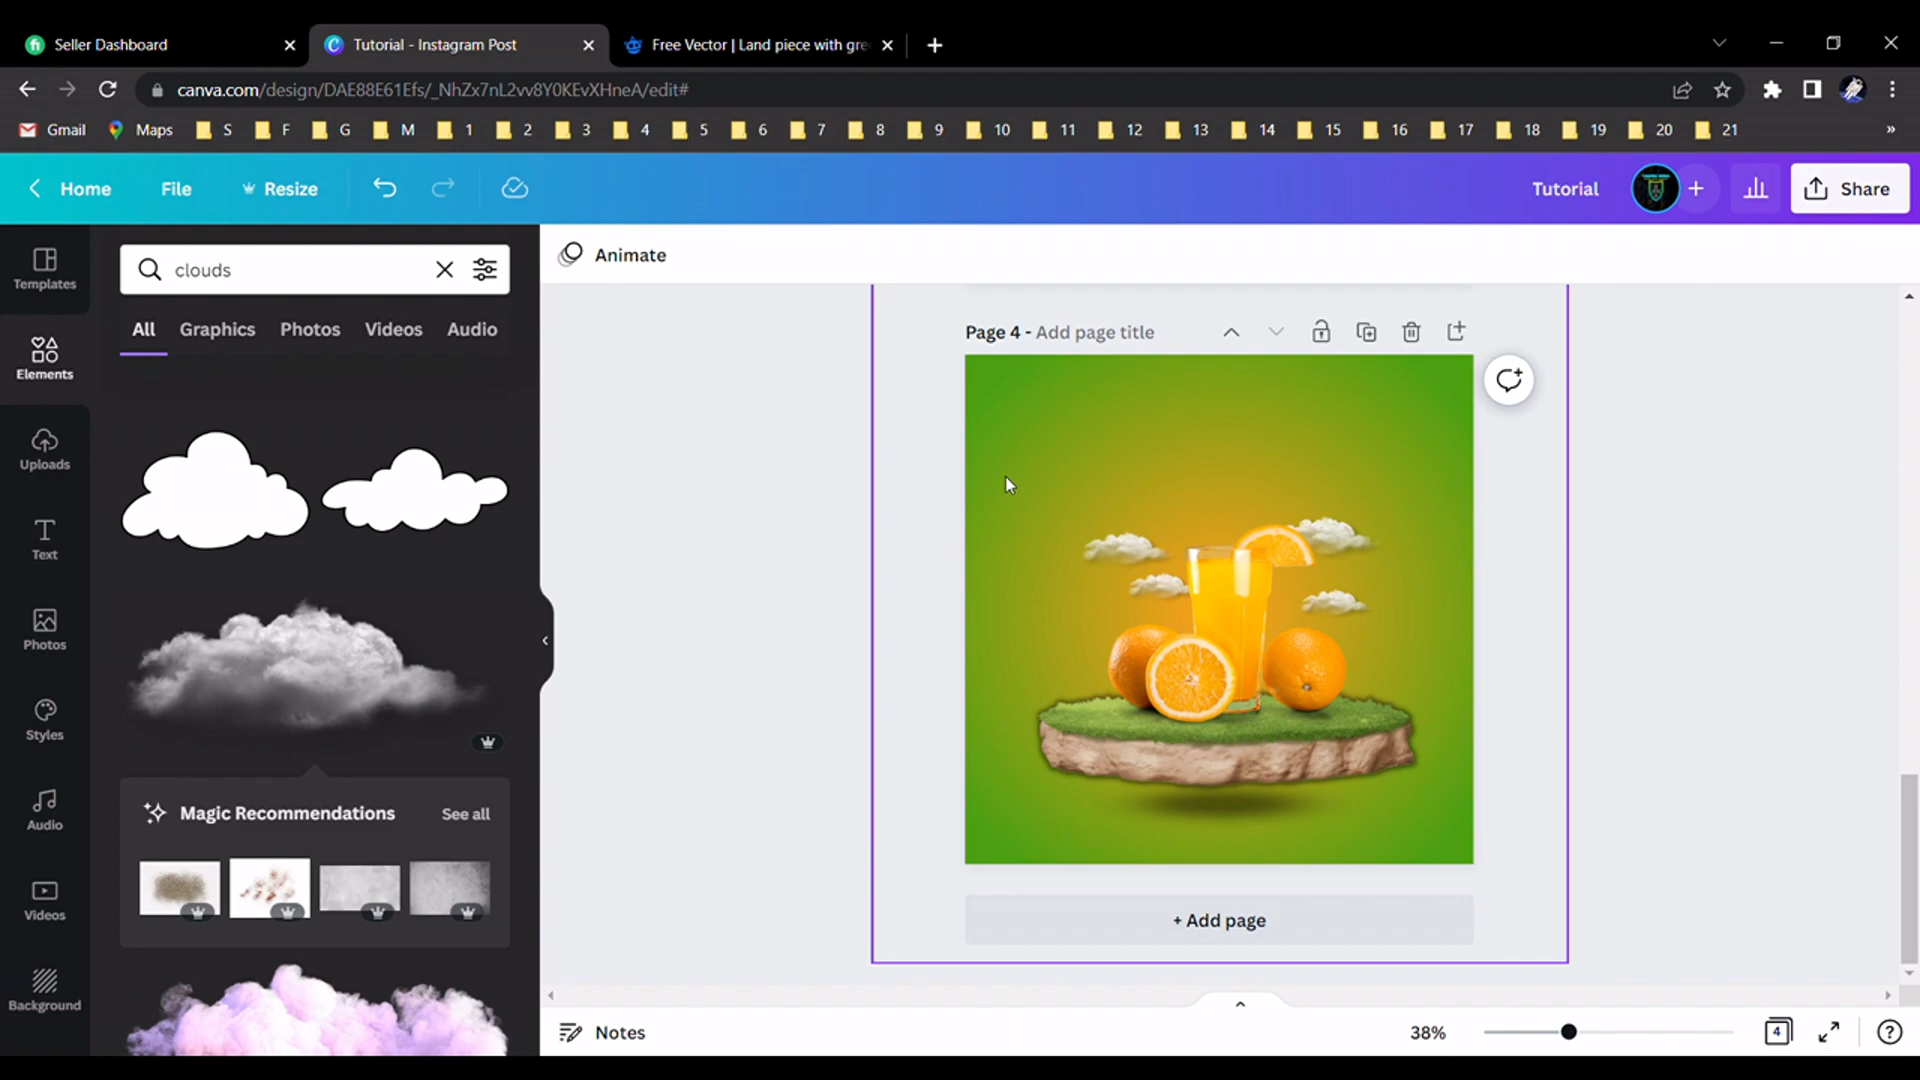 Seller Dashboard
Tutorial - Instagram Post
Free Vector | Land piece with gre
canva.com/design/DAE88E61Efs/_NhZx7nL2vv8Y0KEvXHneA/edit#
Gmail Maps S F G M 1 2 3 4 5 6 7 8 9 10 11 12 13 14 15 16 17 18 19 20 21 »
Home File Resize Tutorial Share
Templates
Elements
Uploads
Text
Photos
Styles
Audio
Videos
Background
clouds
All Graphics Photos Videos Audio
Magic Recommendations See all
Animate
Page 4 - Add page title
+ Add page
Notes
38%
4